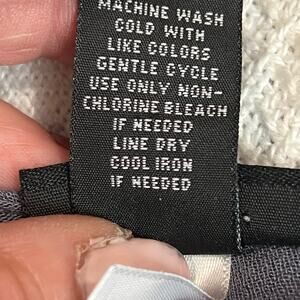 MACHINE WASH
COLD WITH
LIKE COLORS
GENTLE CYCLE
USE ONLY NON-
CHLORINE BLEACH
IF NEEDED
LINE DRY
COOL IRON
IF NEEDED